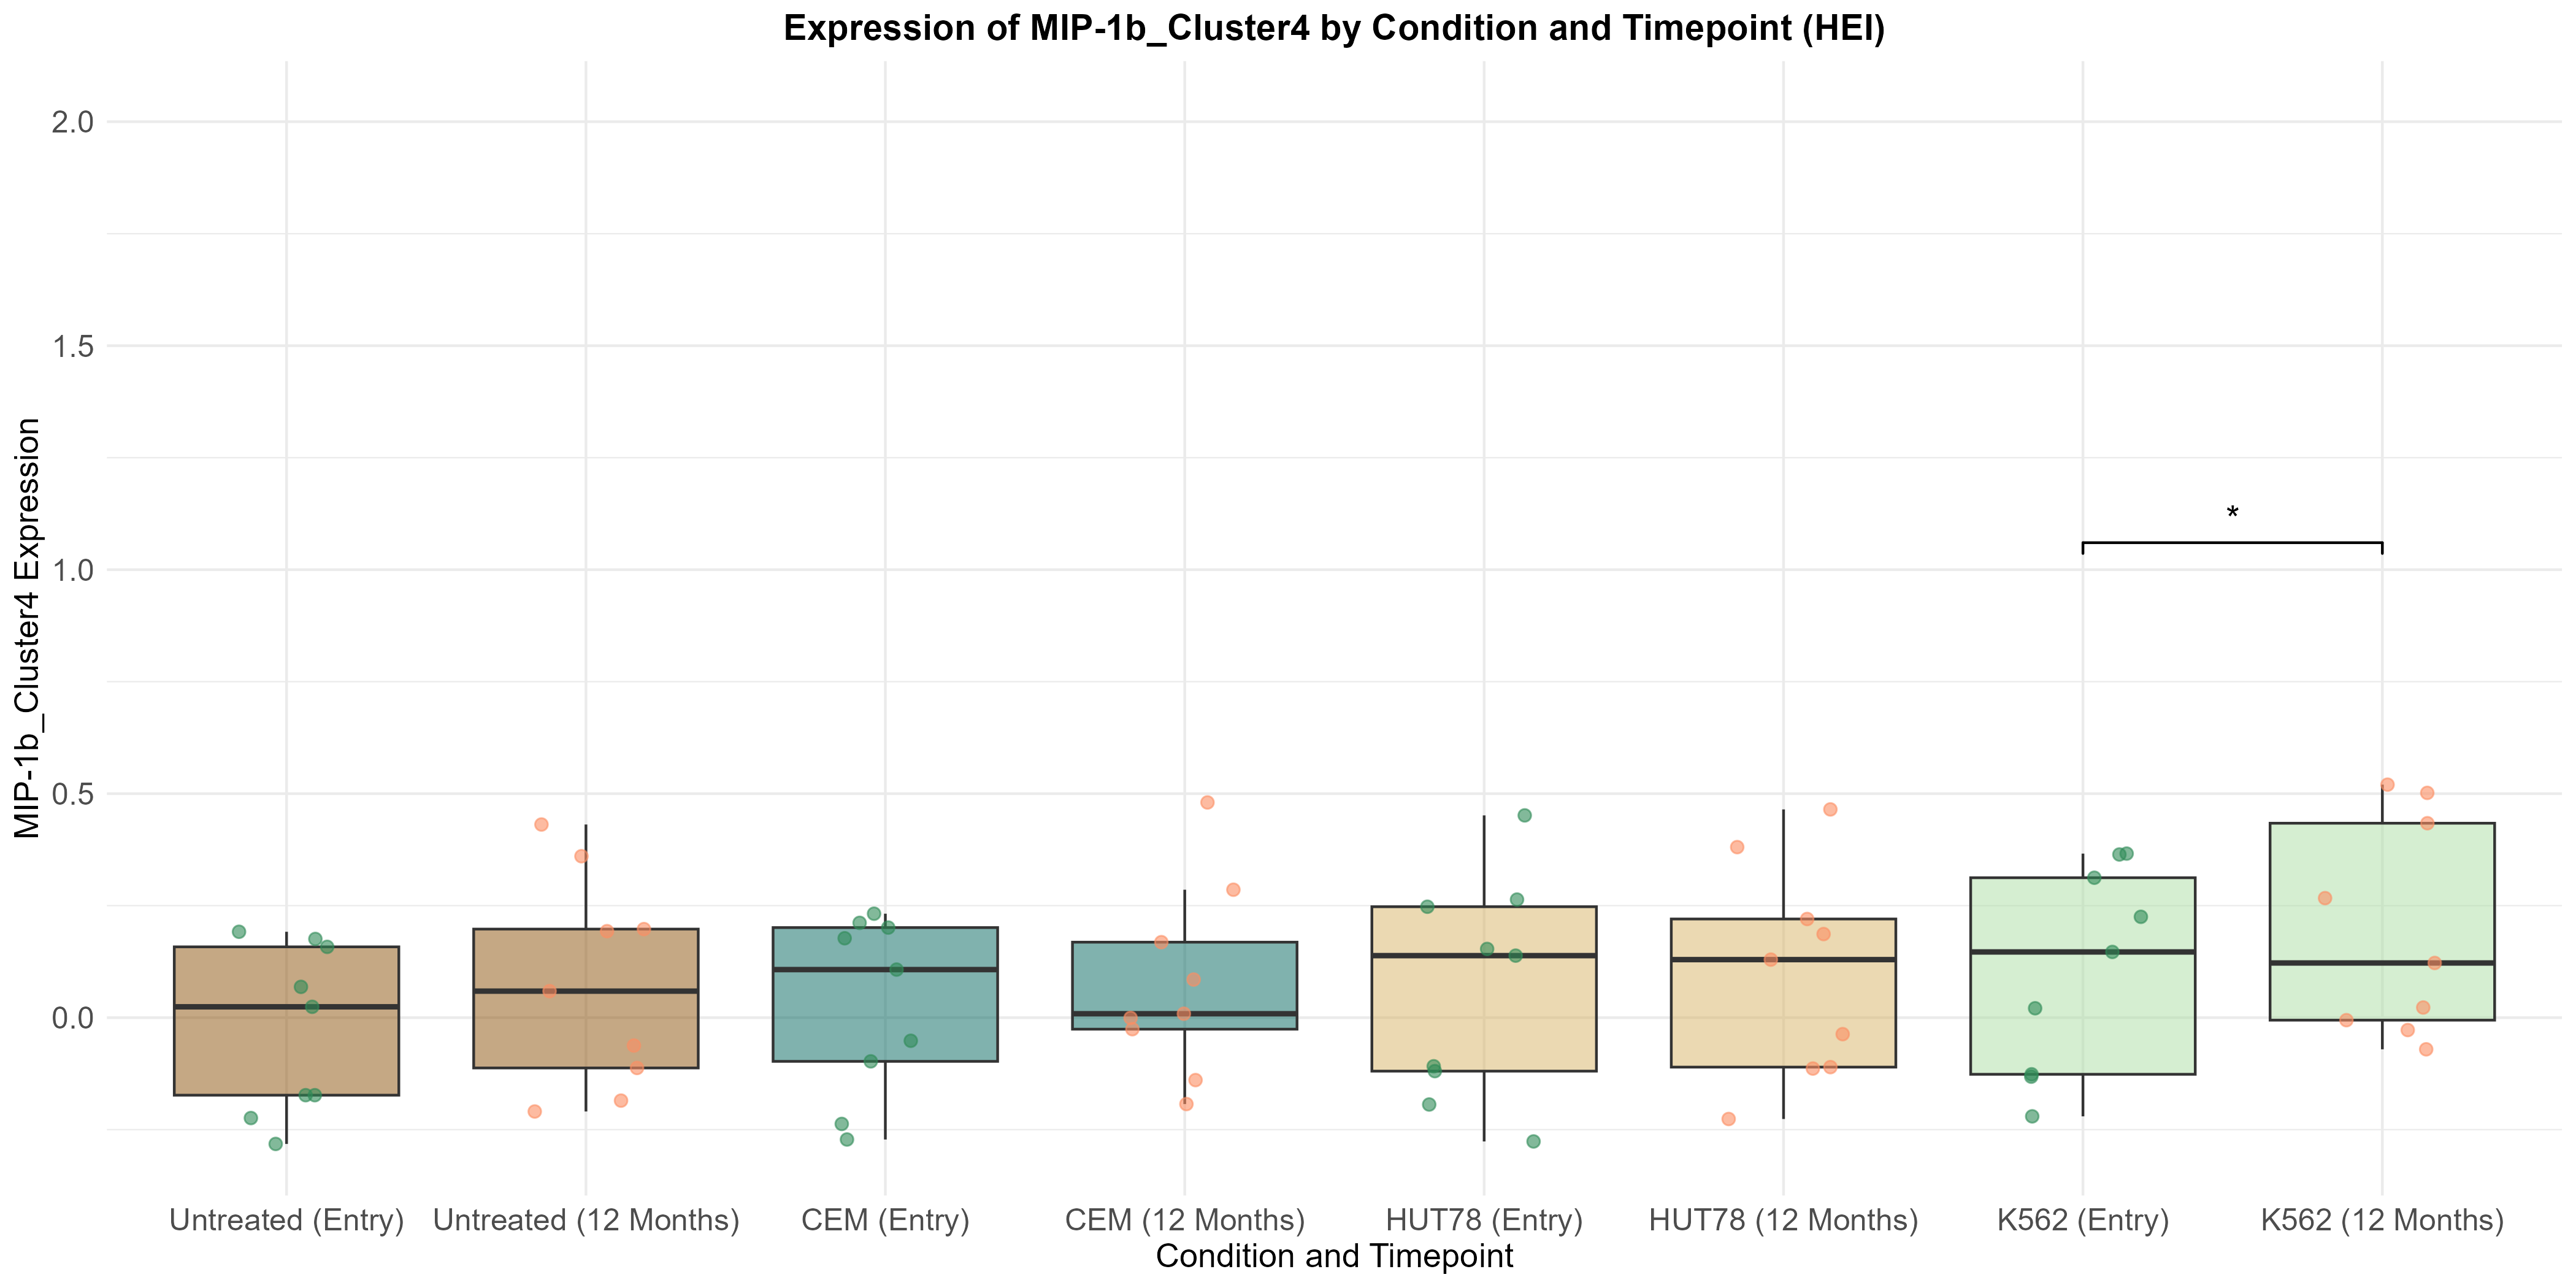 Expression of MIP-1b_Cluster4 by Condition and Timepoint (HEI)
MIP-1b_Cluster4 Expression
2.0
1.5
1.0
0.5
0.0
*
Untreated (Entry) Untreated (12 Months) CEM (Entry) CEM (12 Months) HUT78 (Entry) HUT78 (12 Months) K562 (Entry) K562 (12 Months)
Condition and Timepoint